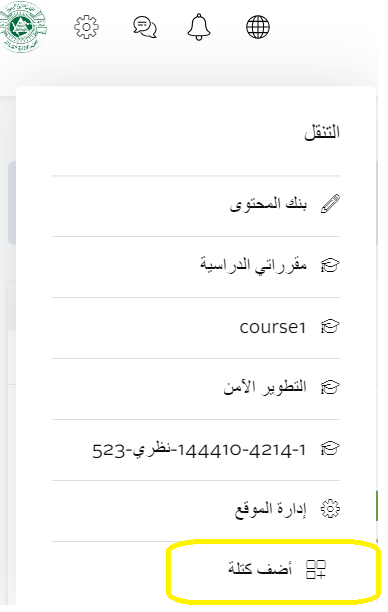 التنقل
بنك المحتوى
مقرراتي الدراسية
course1
التطوير الآمن
523-نظري-144410-4214-1
إدارة الموقع
أضف كتلة